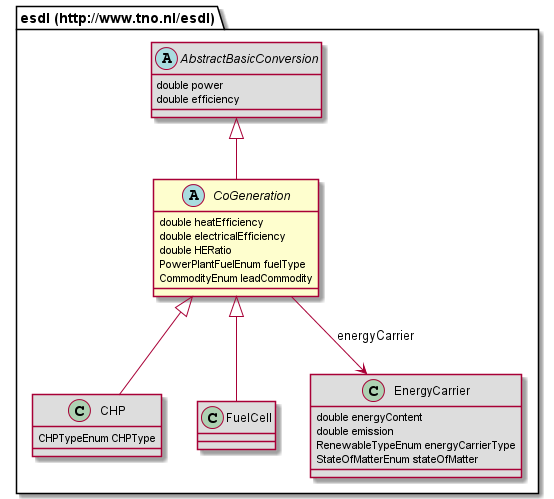 esdl (http://www.tno.nl/esdl)
A AbstractBasicConversion
double power
double efficiency
A CoGeneration
double heatEfficiency
double electricalEfficiency
double HERatio
PowerPlantFuelEnum fuelType
CommodityEnum leadCommodity
energyCarrier
C CHP
CHPTypeEnum CHPType
C FuelCell
C EnergyCarrier
double energyContent
double emission
RenewableTypeEnum energyCarrierType
StateOfMatterEnum stateOfMatter